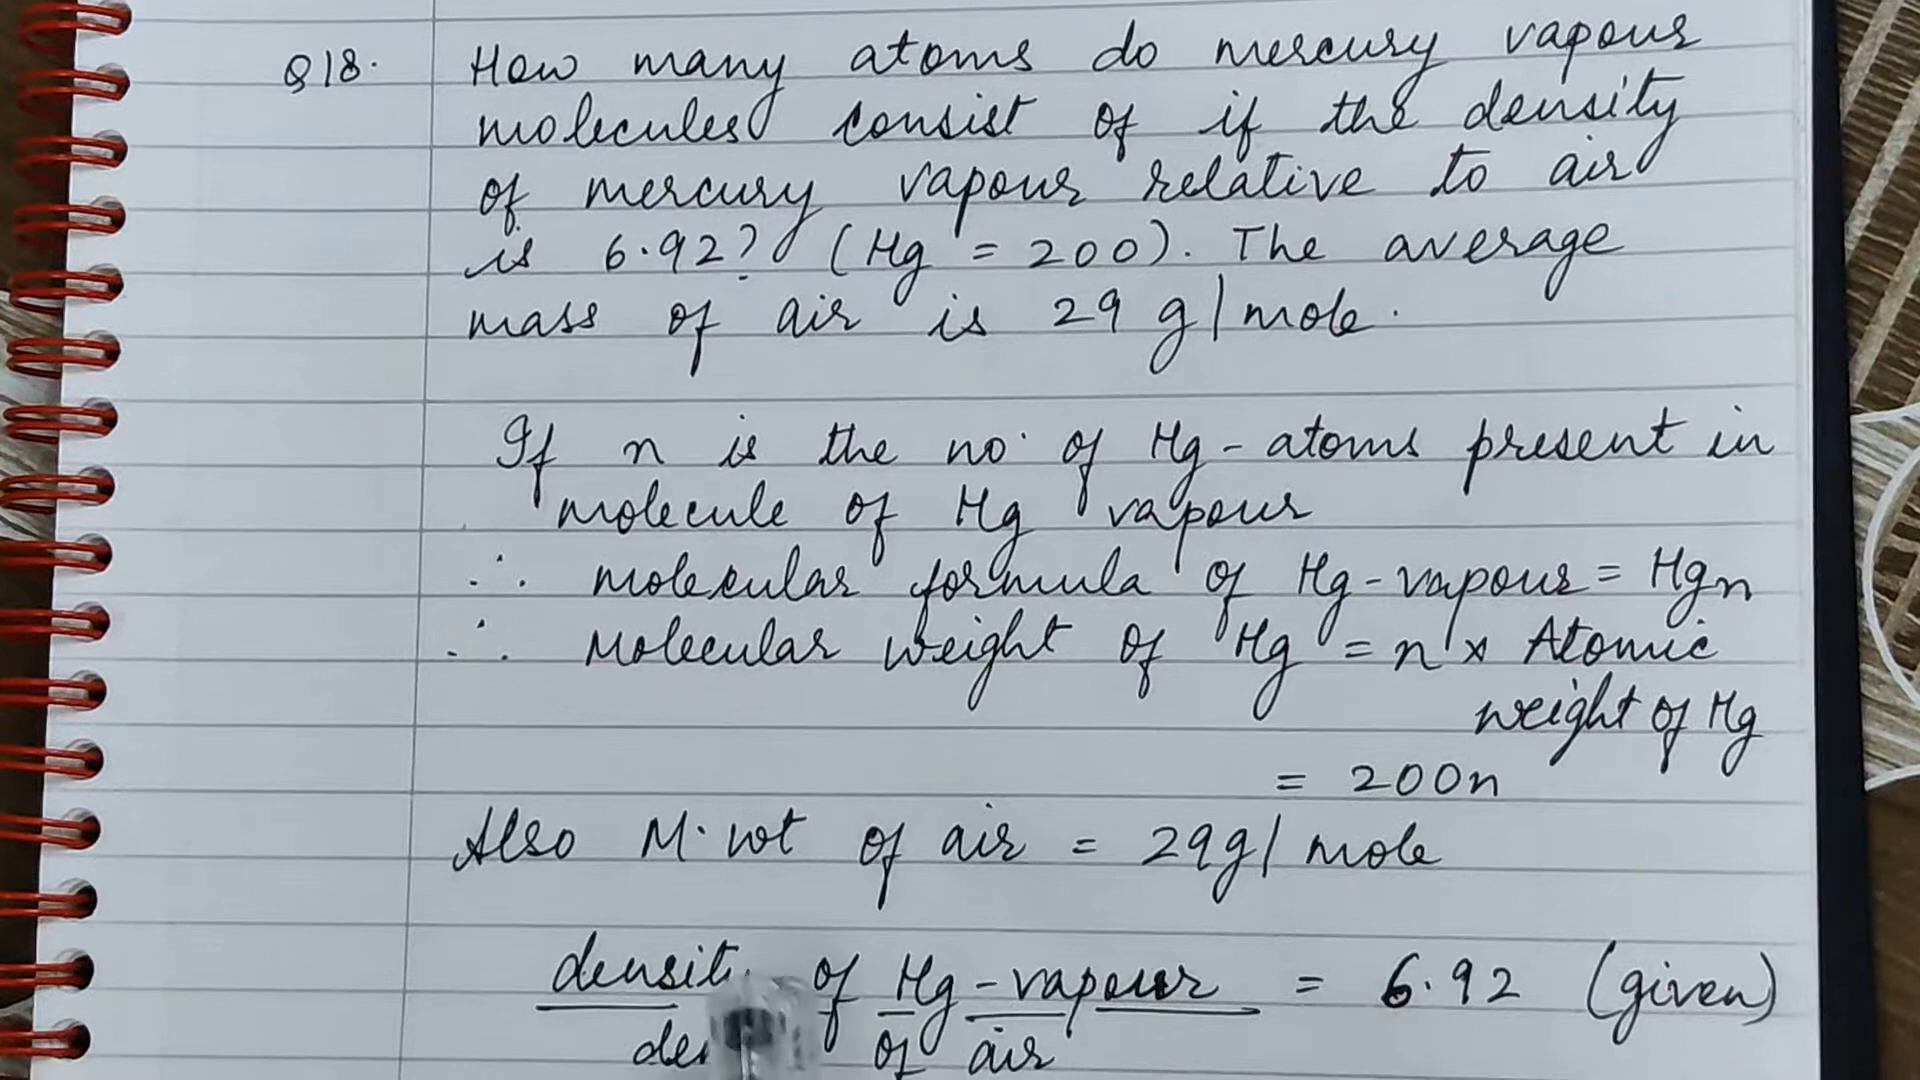 Q18. How many atoms do mercury vapour
molecules consist of if the density
of mercury vapour relative to air
is 6.92? (Hg = 200). The average
mass of air is 29 g/mole.
If n is the no. of Hg-atoms present in
molecule of Hg vapour
∴ molecular formula of Hg-vapour = Hgn
∴ Molecular weight of Hg = n × Atomic
weight of Hg
= 200n
Also M.wt of air = 29g/mole
of Hg-vapour = 6.92 (given)
of air